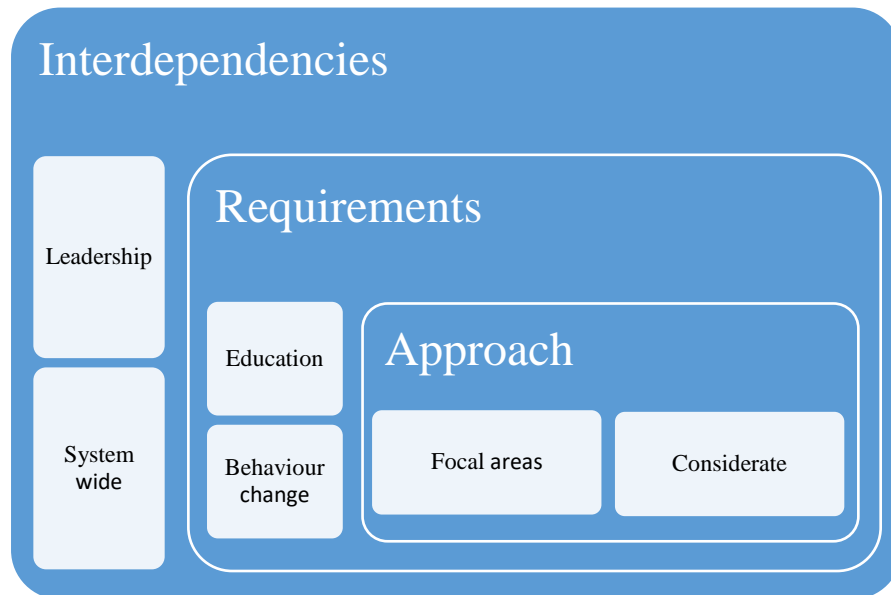 Interdependencies
Leadership
System
wide
Requirements
Education
Behaviour
change
Approach
Focal areas
Considerate